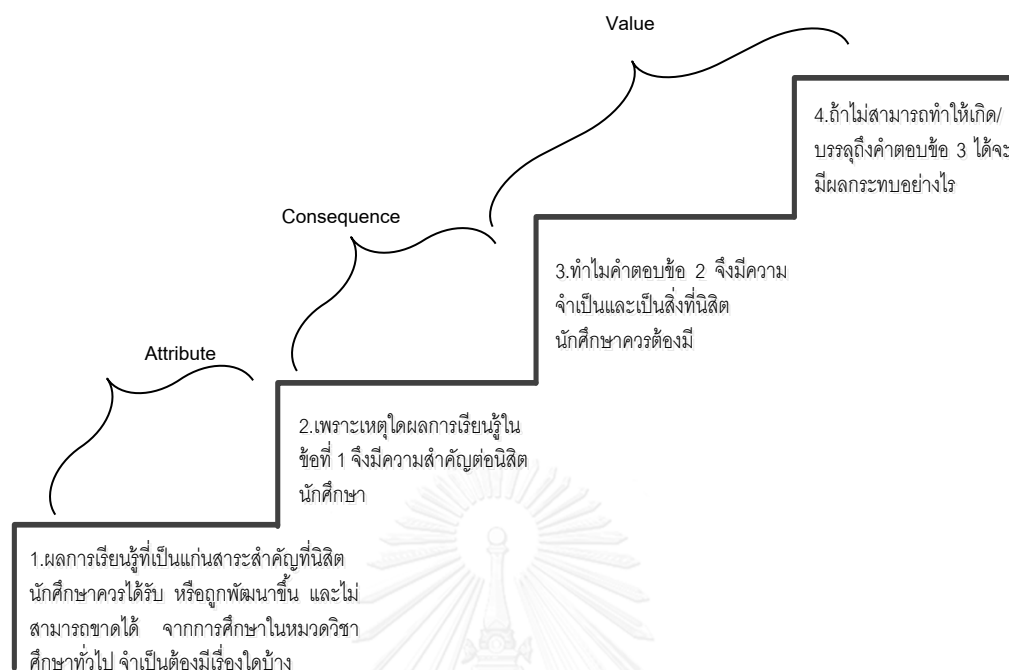 Value
4.ถ้าไม่สามารถทำให้เกิด/
บรรลุถึงคำตอบข้อ 3 ได้จะ
มีผลกระทบอย่างไร
Consequence
3.ทำไมคำตอบข้อ 2 จึงมีความ
จำเป็นและเป็นสิ่งที่นิสิต
นักศึกษาควรต้องมี
Attribute
2.เพราะเหตุใดผลการเรียนรู้ใน
ข้อที่ 1 จึงมีความสำคัญต่อนิสิต
นักศึกษา
1.ผลการเรียนรู้ที่เป็นแก่นสาระสำคัญที่นิสิต
นักศึกษาควรได้รับ หรือถูกพัฒนาขึ้น และไม่
สามารถขาดได้ จากการศึกษาในหมวดวิชา
ศึกษาทั่วไป จำเป็นต้องมีเรื่องใดบ้าง